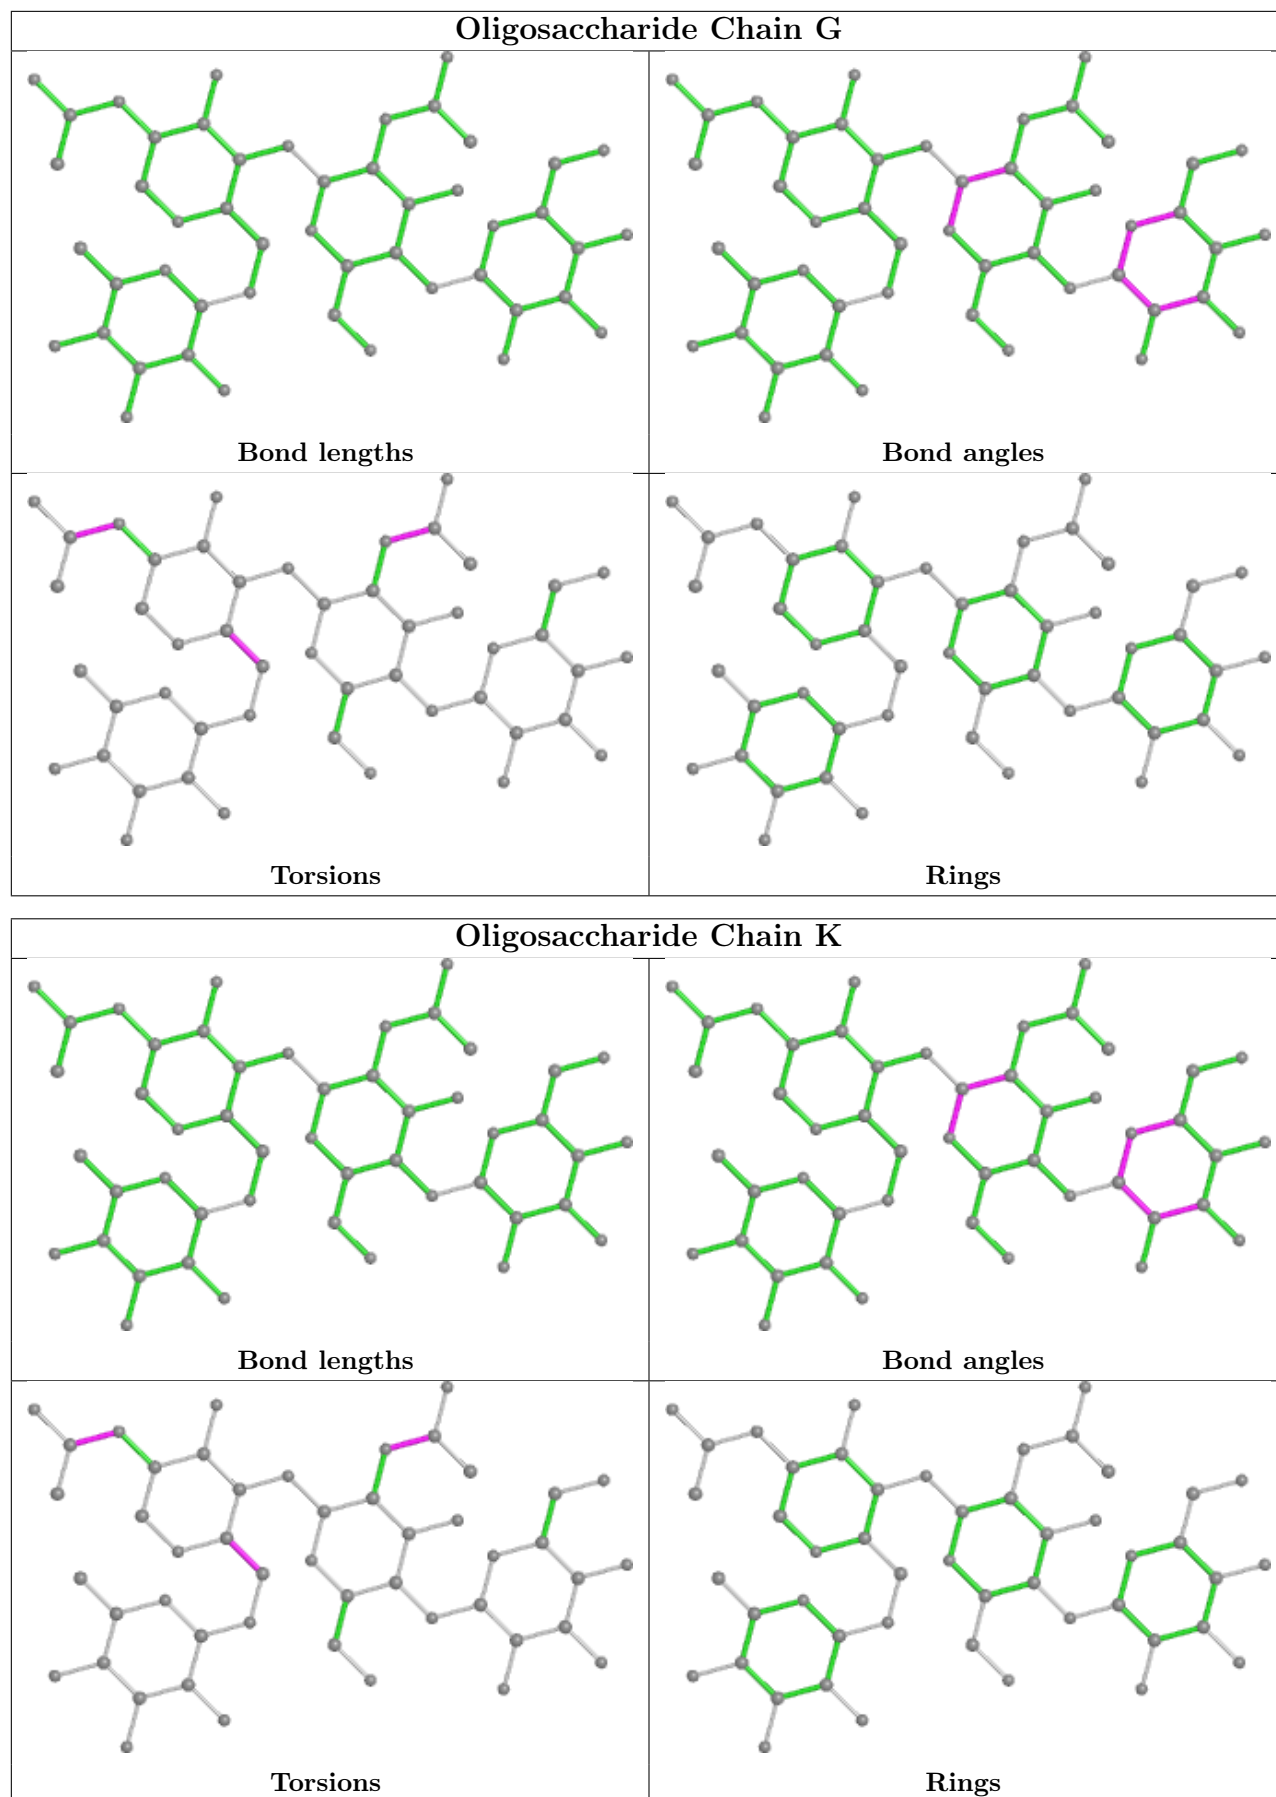 Oligosaccharide Chain G
Bond lengths
Bond angles
Torsions
Rings
Oligosaccharide Chain K
Bond lengths
Bond angles
Torsions
Rings